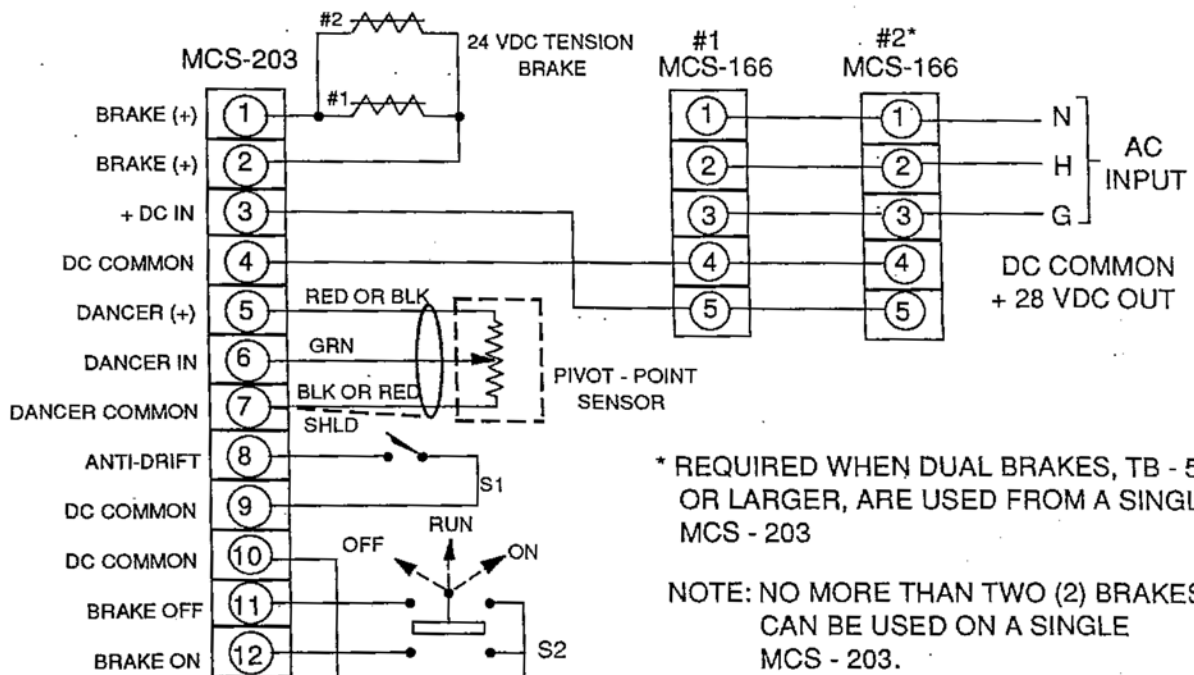 MCS-203
#2
#1
24 VDC TENSION
BRAKE
#1
MCS-166
#2*
MCS-166
BRAKE (+)
1
BRAKE (+)
2
+ DC IN
3
DC COMMON
4
DANCER (+)
5
DANCER IN
6
DANCER COMMON
7
ANTI-DRIFT
8
DC COMMON
9
DC COMMON
10
BRAKE OFF
11
BRAKE ON
12
1
2
3
4
5
1
2
3
4
5
N
H
G
AC
INPUT
DC COMMON
+ 28 VDC OUT
RED OR BLK
GRN
BLK OR RED
SHLD
PIVOT - POINT
SENSOR
S1
OFF
RUN
ON
S2
* REQUIRED WHEN DUAL BRAKES, TB - 5
OR LARGER, ARE USED FROM A SINGL
MCS - 203
NOTE: NO MORE THAN TWO (2) BRAKES
CAN BE USED ON A SINGLE
MCS - 203.